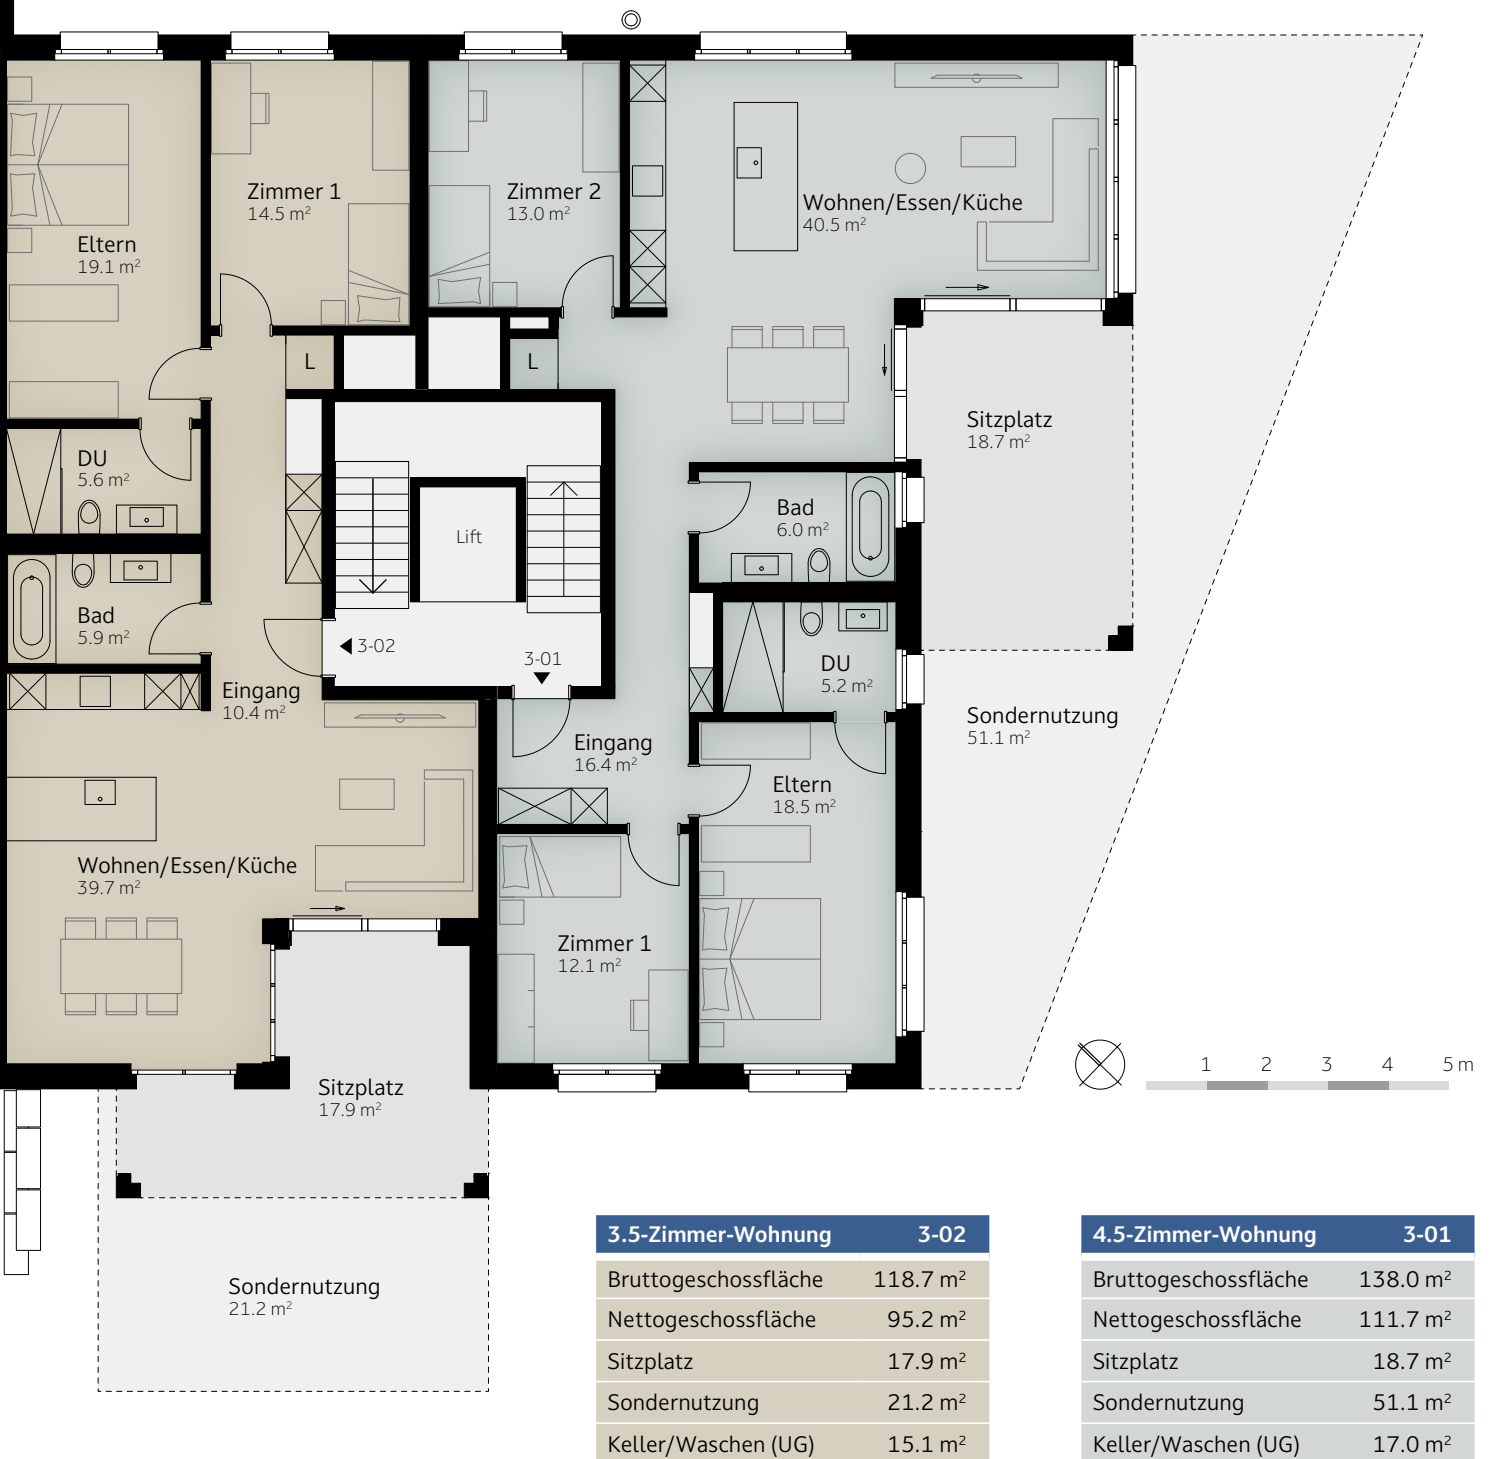 Zimmer 1
14.5 m²
Zimmer 2
13.0 m²
Wohnen/Essen/Küche
40.5 m²
Eltern
19.1 m²
L
L
Sitzplatz
18.7 m²
DU
5.6 m²
Bad
6.0 m²
Lift
Bad
5.9 m²
3-02
3-01
DU
5.2 m²
Eingang
10.4 m²
Sondernutzung
51.1 m²
Eingang
16.4 m²
Eltern
18.5 m²
Wohnen/Essen/Küche
39.7 m²
Zimmer 1
12.1 m²
1 2 3 4 5 m
Sitzplatz
17.9 m²
Sondernutzung
21.2 m²
3.5-Zimmer-Wohnung 3-02
Bruttogeschossfläche 118.7 m²
Nettogeschossfläche 95.2 m²
Sitzplatz 17.9 m²
Sondernutzung 21.2 m²
Keller/Waschen (UG) 15.1 m²
4.5-Zimmer-Wohnung 3-01
Bruttogeschossfläche 138.0 m²
Nettogeschossfläche 111.7 m²
Sitzplatz 18.7 m²
Sondernutzung 51.1 m²
Keller/Waschen (UG) 17.0 m²